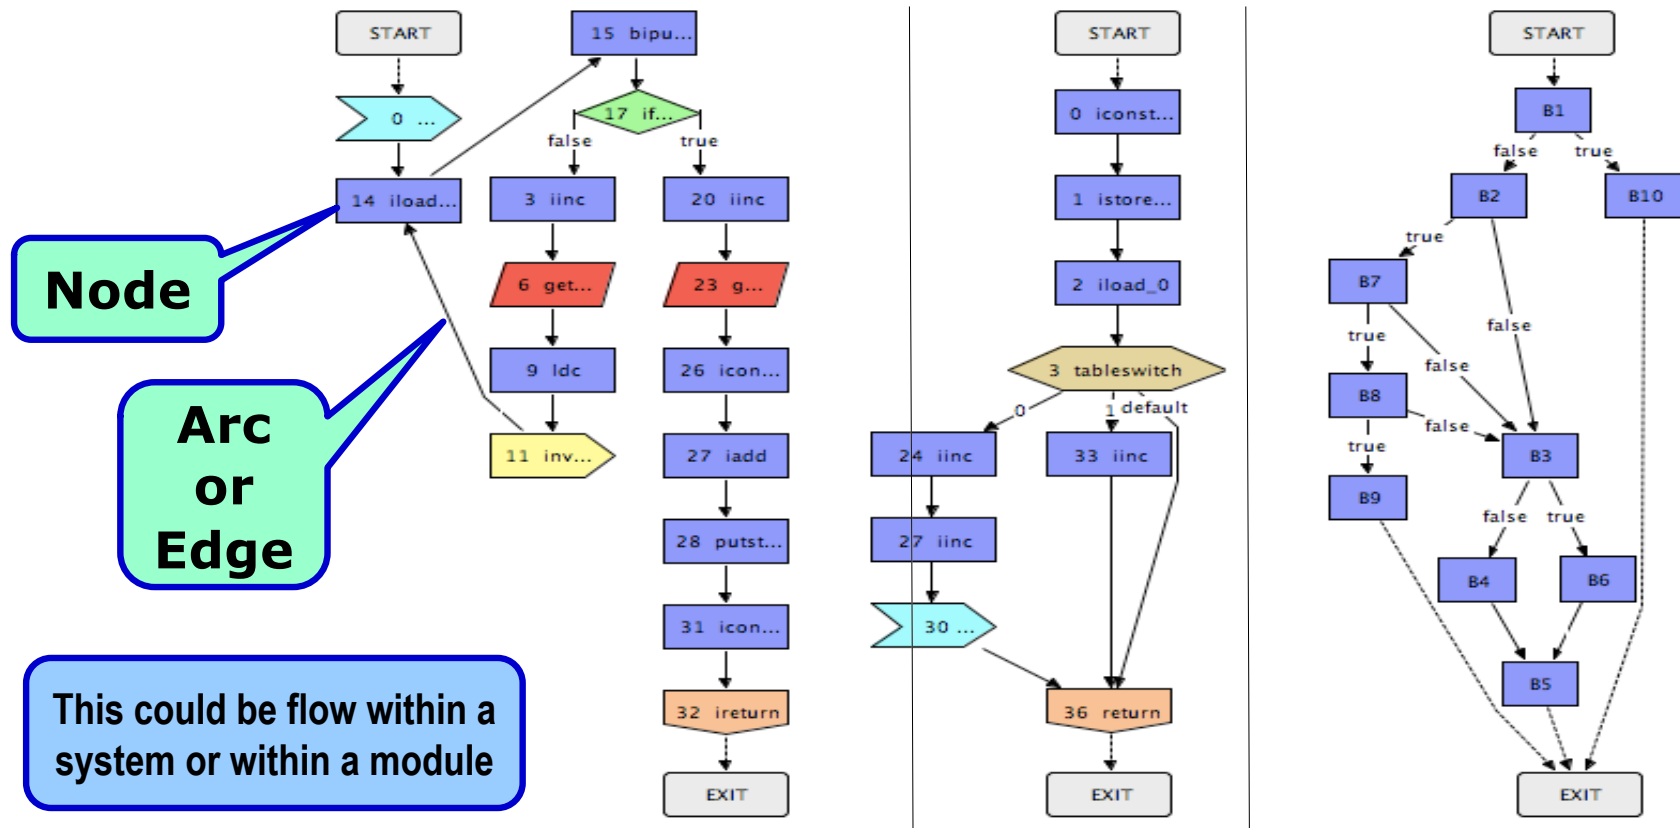 START
0 ...
14 iload...
15 bipu...
17 if...
false
true
3 iinc
6 get...
9 ldc
11 inv...
20 iinc
23 g...
26 icon...
27 iadd
28 putst...
31 icon...
32 ireturn
EXIT
Node
Arc
or
Edge
This could be flow within a
system or within a module
START
0 iconst...
1 istore...
2 iload_0
3 tableswitch
0
1
default
24 iinc
33 iinc
27 iinc
30 ...
36 return
EXIT
START
B1
false
true
B2
B10
true
B7
false
true
false
B8
false
true
B3
B9
false
true
B4
B6
B5
EXIT